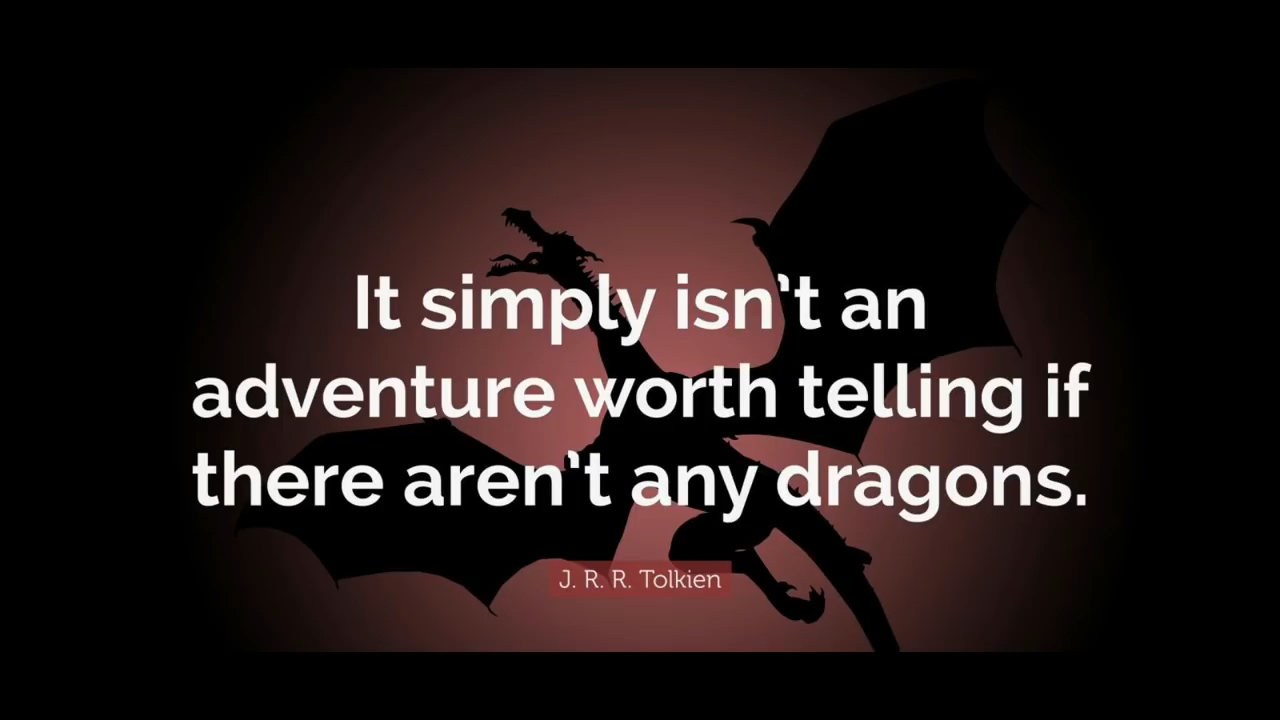 It simply isn’t an
adventure worth telling if
there aren’t any dragons.
J. R. R. Tolkien